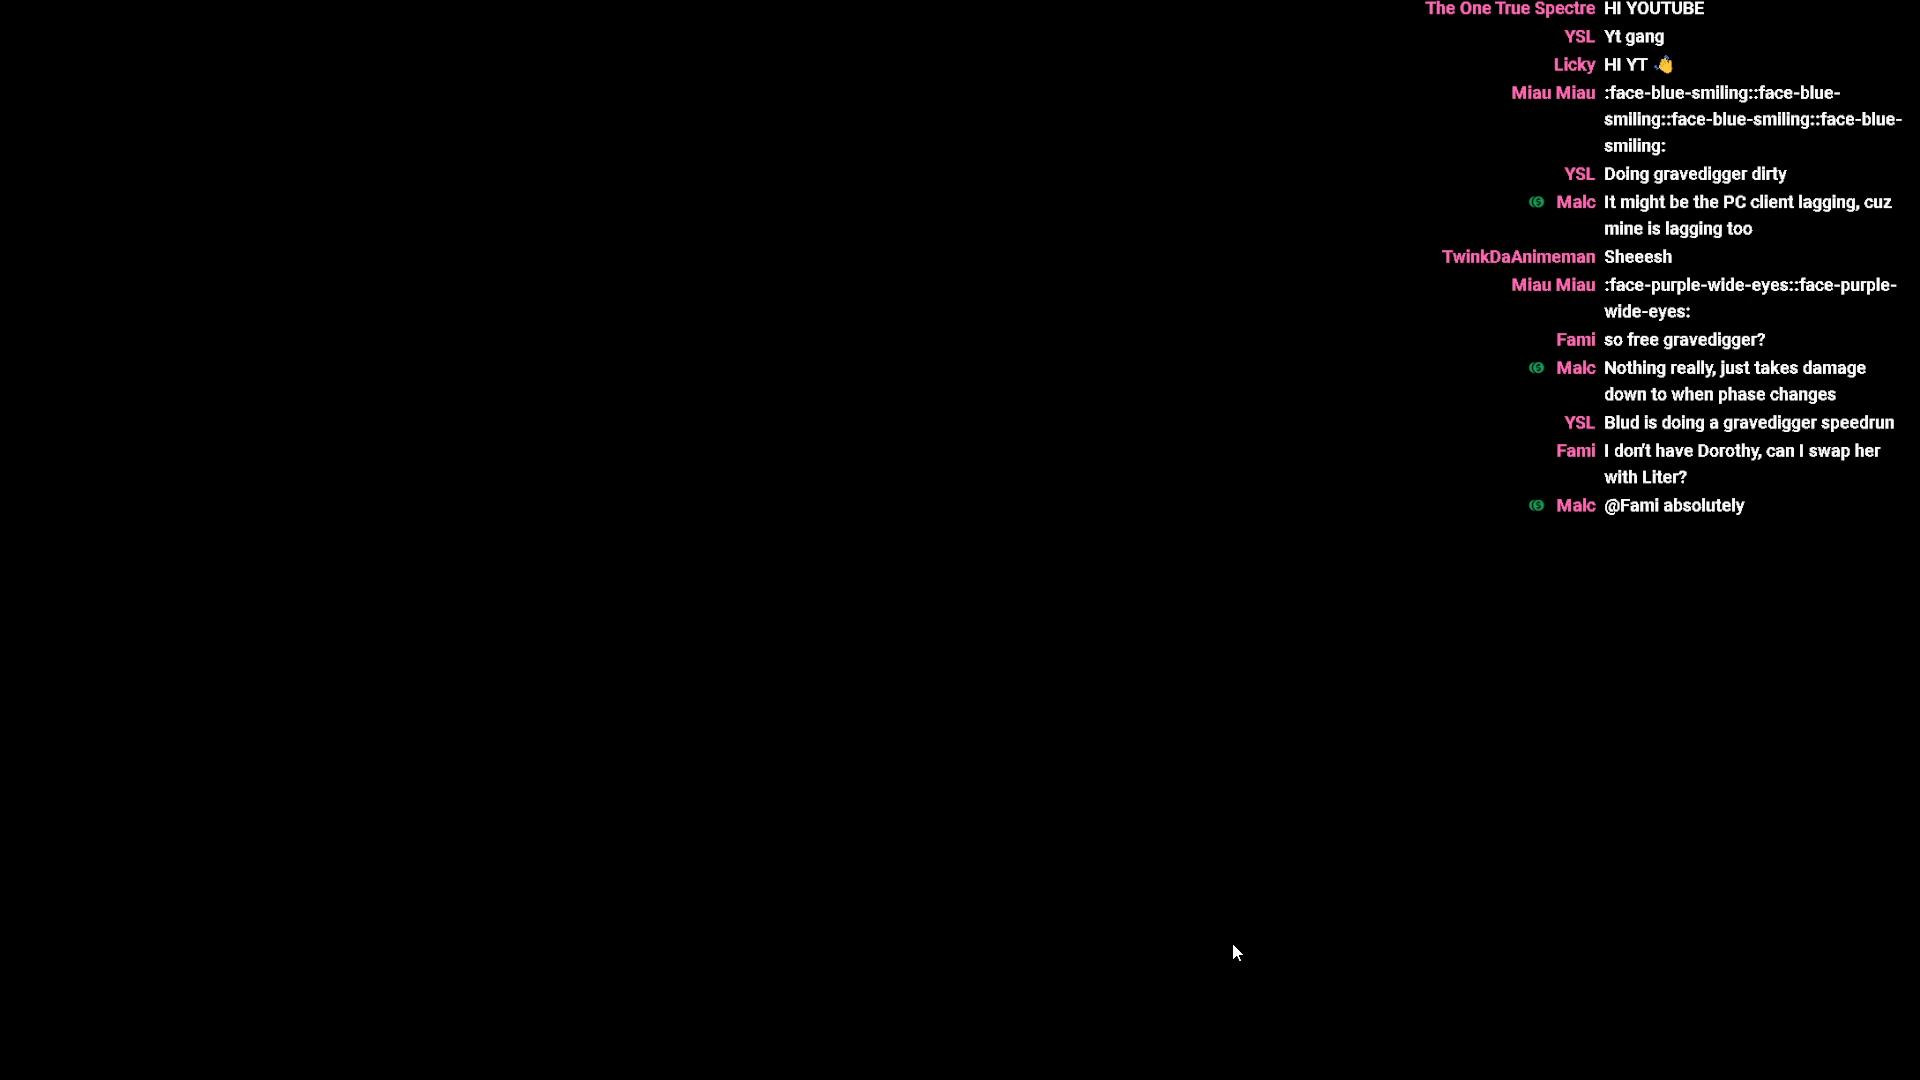 The One True Spectre HI YOUTUBE
YSL Yt gang
Licky HI YT 👋
Miau Miau :face-blue-smiling::face-blue-
smiling::face-blue-smiling::face-blue-
smiling:
YSL Doing gravedigger dirty
Malc It might be the PC client lagging, cuz
mine is lagging too
TwinkDaAnimeman Sheeesh
Miau Miau :face-purple-wide-eyes::face-purple-
wide-eyes:
Fami so free gravedigger?
Malc Nothing really, just takes damage
down to when phase changes
YSL Blud is doing a gravedigger speedrun
Fami I don't have Dorothy, can I swap her
with Liter?
Malc @Fami absolutely